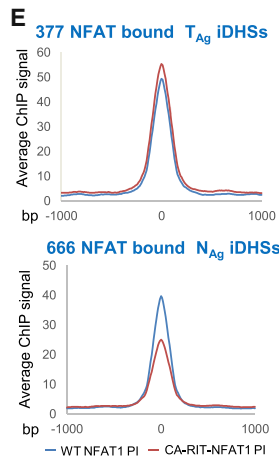 E
377 NFAT bound T Ag iDHSs
Average ChIP signal
60
50
40
30
20
10
0
bp
-1000 0 1000
666 NFAT bound N Ag iDHSs
Average ChIP signal
50
40
30
20
10
0
bp
-1000 0 1000
WT NFAT1 PI CA-RIT-NFAT1 PI